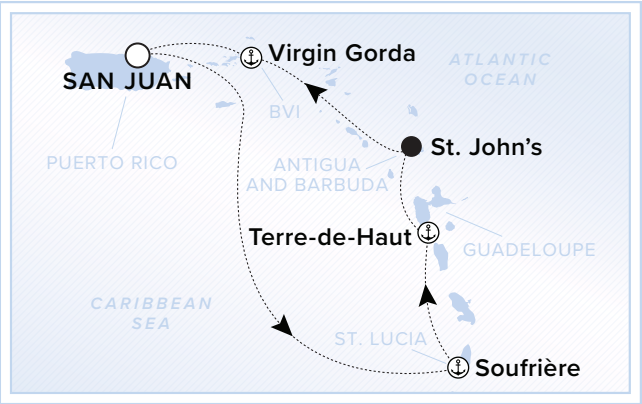 Virgin Gorda
ATLANTIC
OCEAN
SAN JUAN
BVI
St. John's
PUERTO RICO
ANTIGUA
AND BARBUDA
Terre-de-Haut
GUADELOUPE
CARIBBEAN
SEA
ST. LUCIA
Soufrière